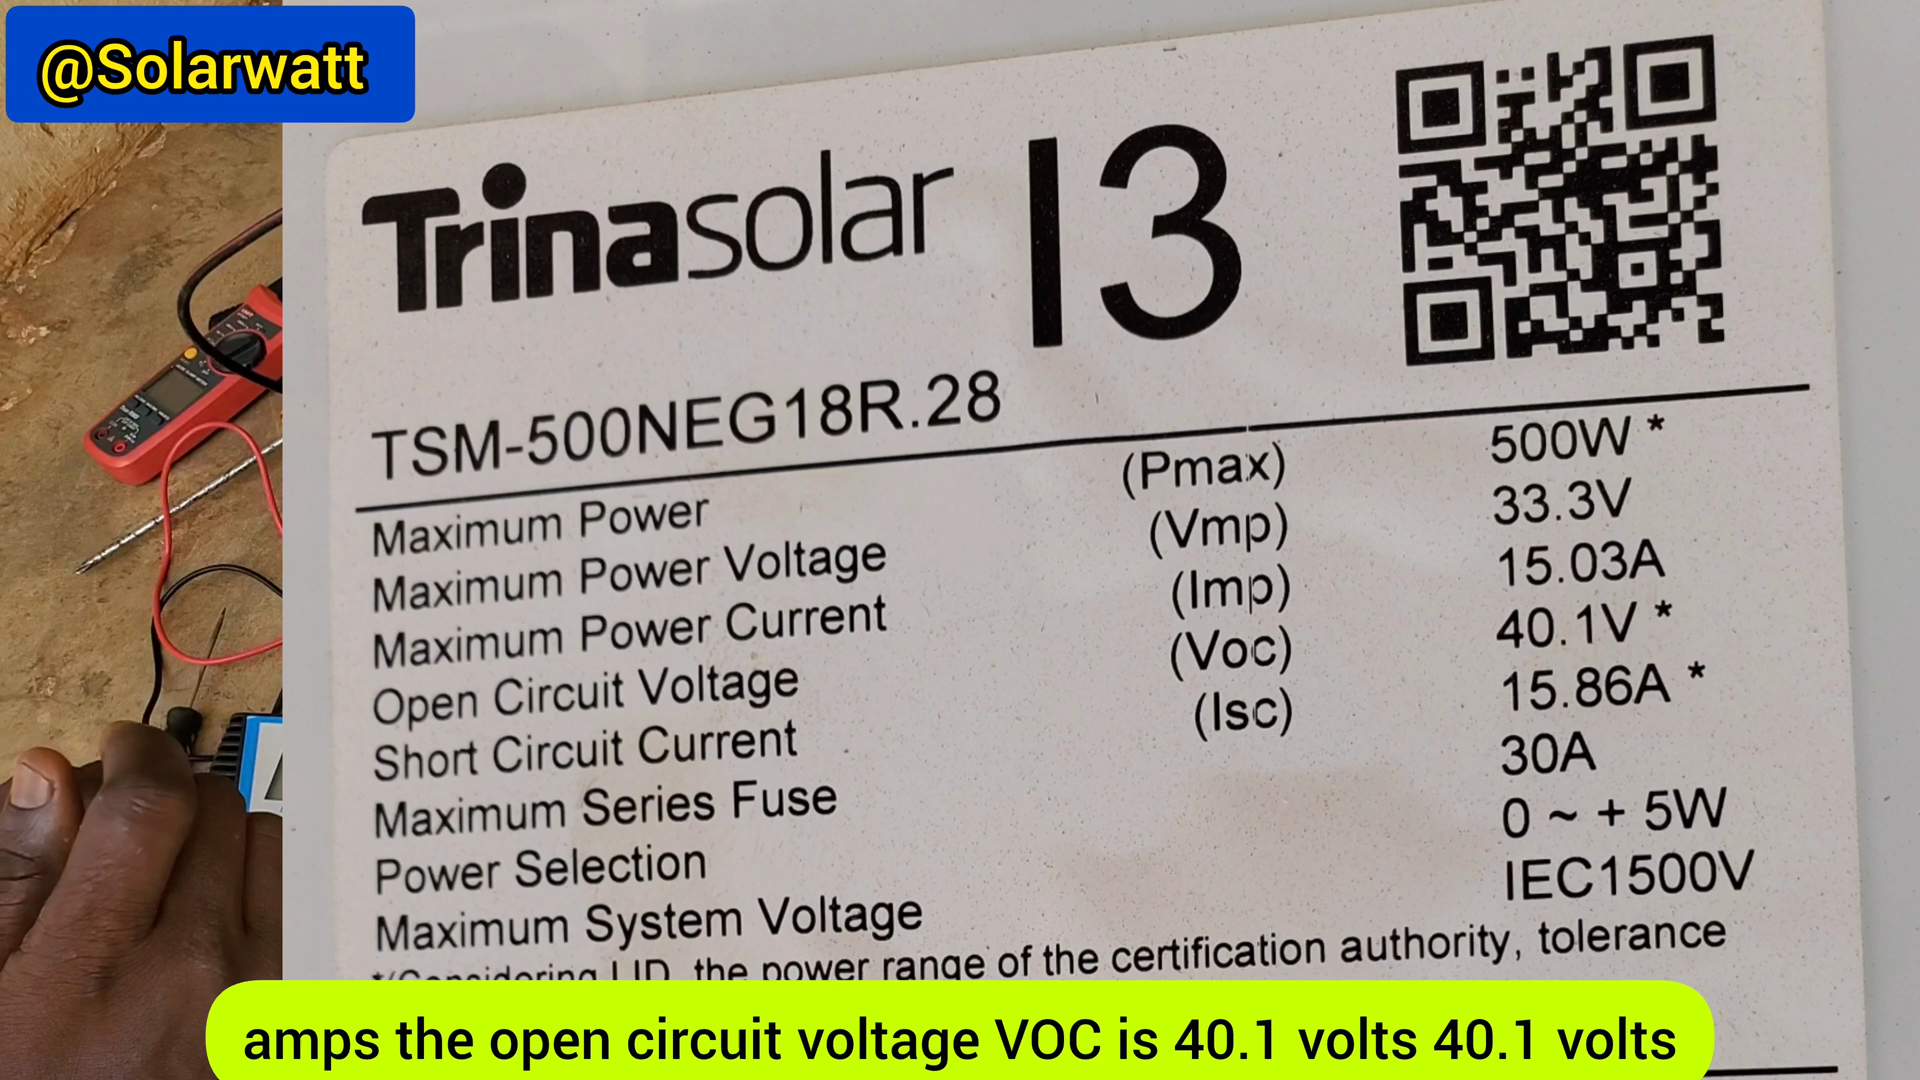 @Solarwatt
Trinasolar I3
TSM-500NEG18R.28
Maximum Power (Pmax) 500W *
Maximum Power Voltage (Vmp) 33.3V
Maximum Power Current (Imp) 15.03A
Open Circuit Voltage (Voc) 40.1V *
Short Circuit Current (Isc) 15.86A *
Maximum Series Fuse 30A
Power Selection 0 ~ + 5W
Maximum System Voltage IEC1500V
*(Considering LID, the power range of the certification authority, tolerance
amps the open circuit voltage VOC is 40.1 volts 40.1 volts